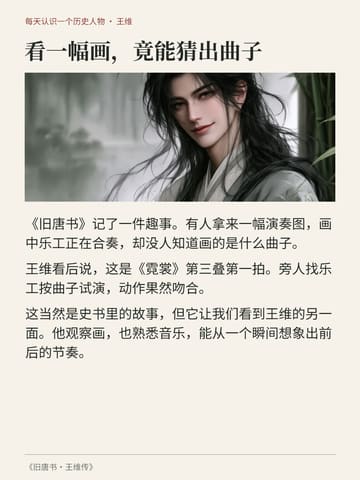 每天认识一个历史人物 · 王维
看一幅画，竟能猜出曲子
《旧唐书》记了一件趣事。有人拿来一幅演奏图，画
中乐工正在合奏，却没人知道画的是什么曲子。
王维看后说，这是《霓裳》第三叠第一拍。旁人找乐
工按曲子试演，动作果然吻合。
这当然是史书里的故事，但它让我们看到王维的另一
面。他观察画，也熟悉音乐，能从一个瞬间想象出前
后的节奏。
《旧唐书·王维传》